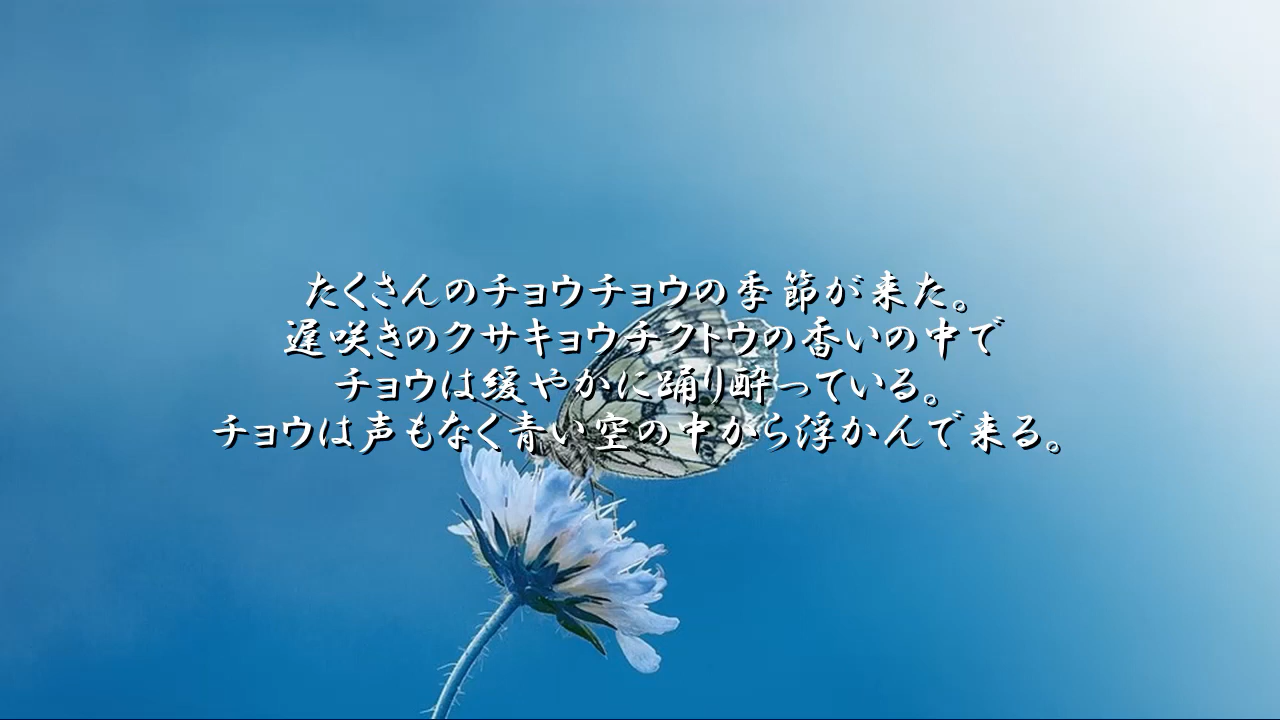 たくさんのチョウチョウの季節が来た。
遅咲きのクサキョウチクトウの香いの中で
チョウは緩やかに踊り酔っている。
チョウは声もなく青い空の中から浮かんで来る。